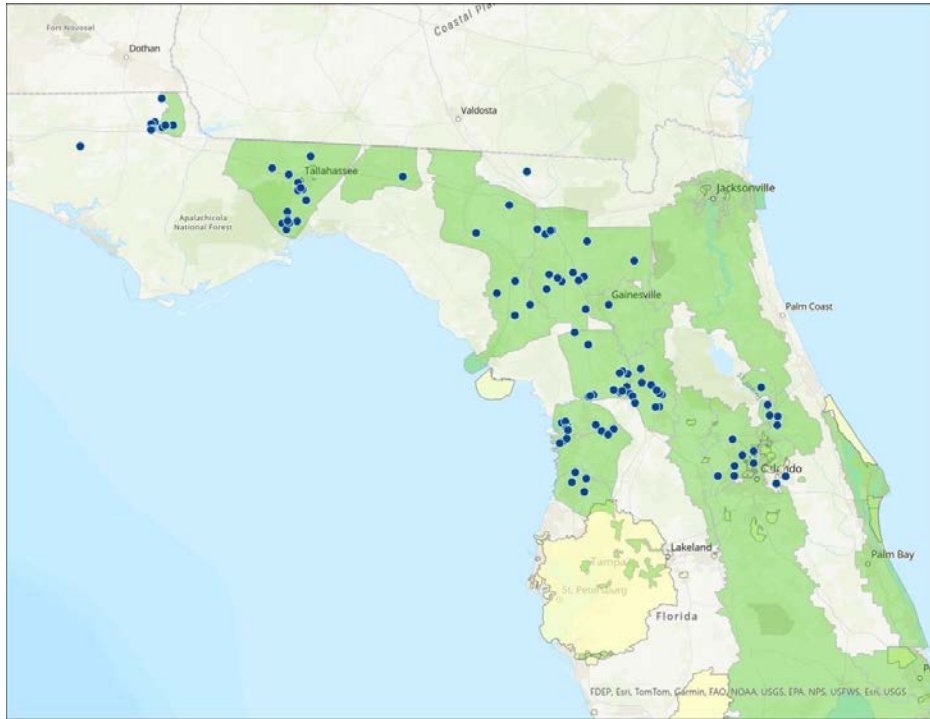 Fort Novosel
Dothan
Coastal Pla
Valdosta
Tallahassee
Apalachicola
National Forest
Jacksonville
Gainesville
Palm Coast
Orlando
Lakeland
Tampa
St. Petersburg
Palm Bay
Florida
FDEP, Esri, TomTom, Garmin, FAO, NOAA, USGS, EPA, NPS, USFWS, Esri, USGS